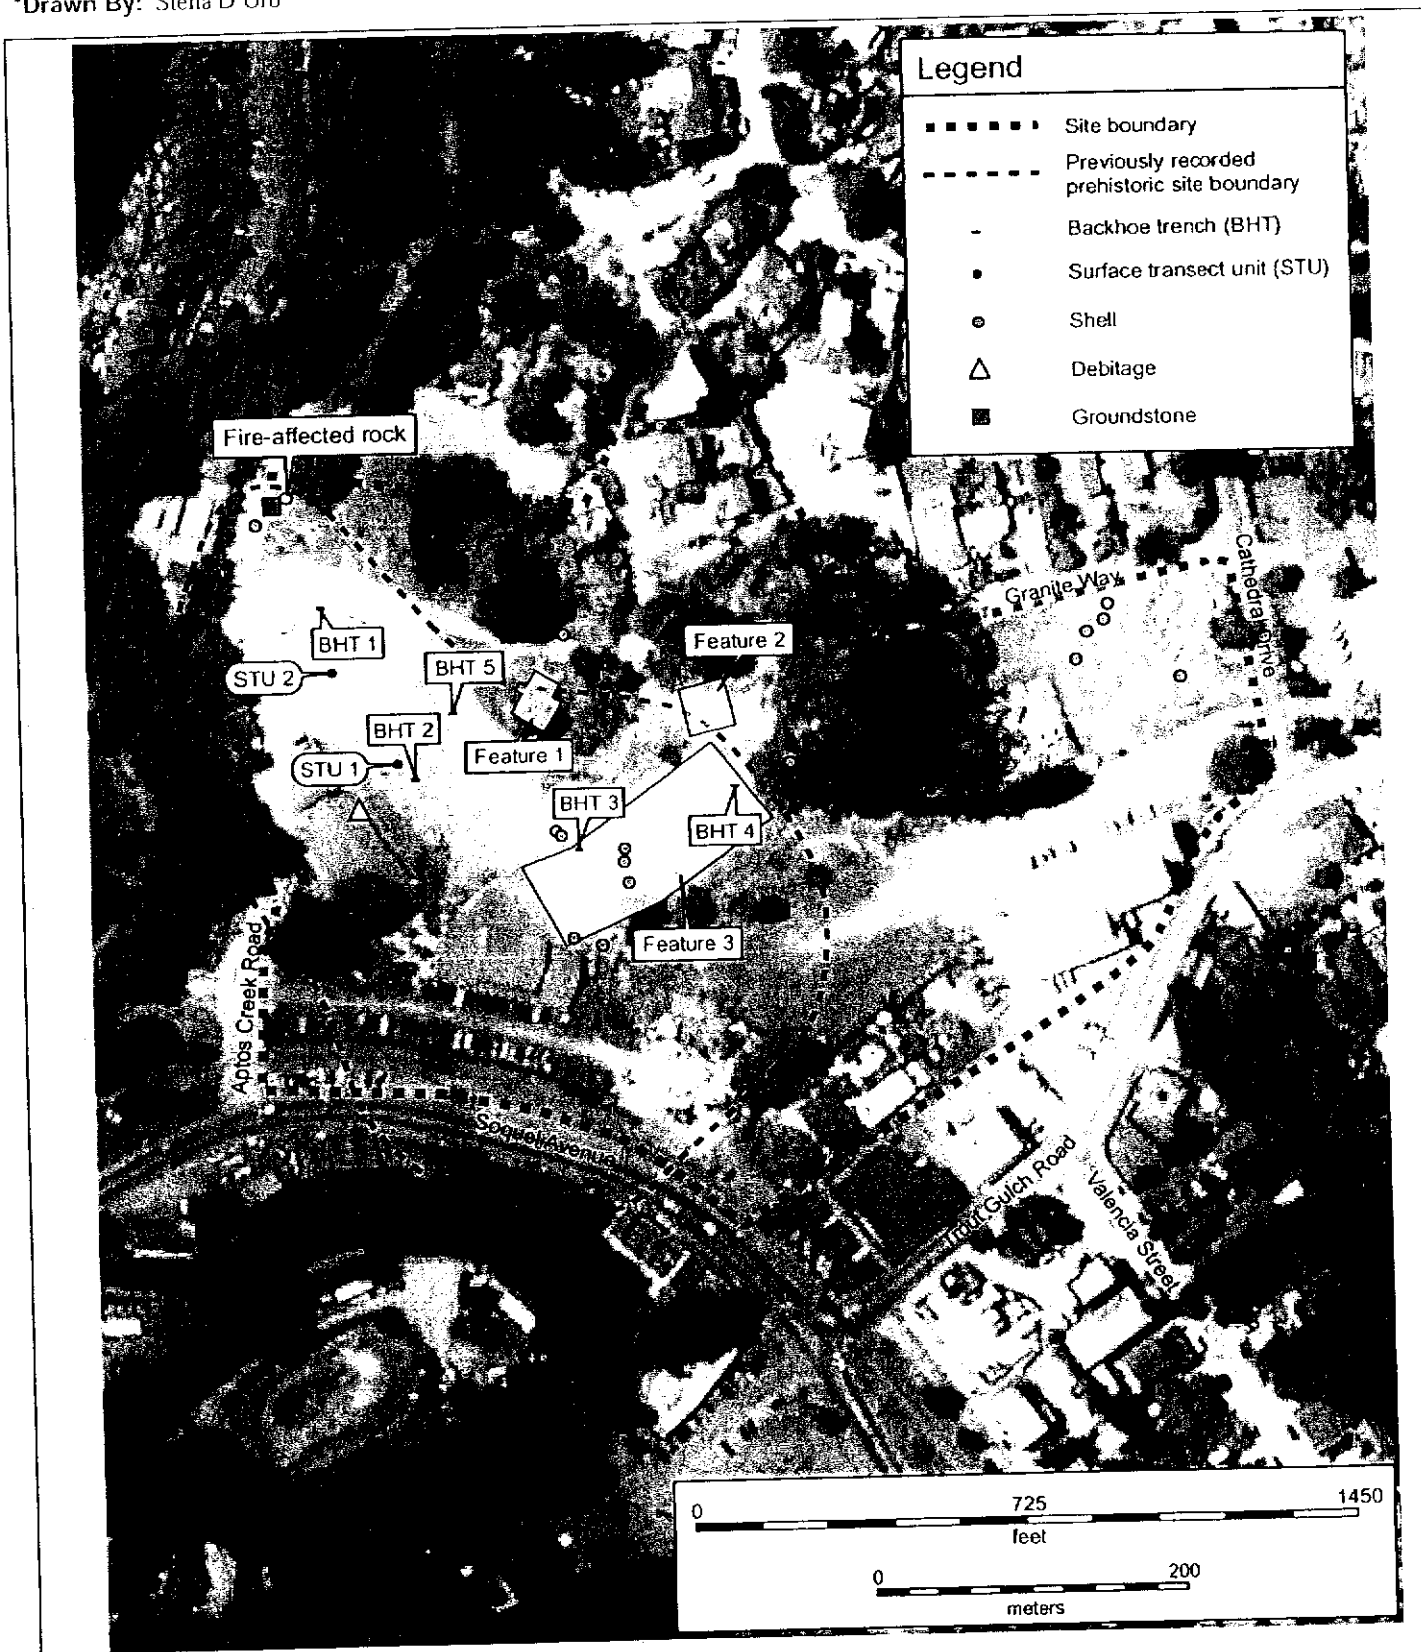 *Drawn By: Stella D'Oro
Legend
Site boundary
Previously recorded
prehistoric site boundary
Backhoe trench (BHT)
Surface transect unit (STU)
Shell
Debitage
Groundstone
Fire-affected rock
Granite Way
Cathedral Drive
BHT 1
Feature 2
STU 2
BHT 5
BHT 2
Feature 1
STU 1
BHT 3
BHT 4
Feature 3
Aptos Creek Road
Soquel Avenue
Trout Gulch Road
Valencia Street
0 725 1450
feet
0 200
meters